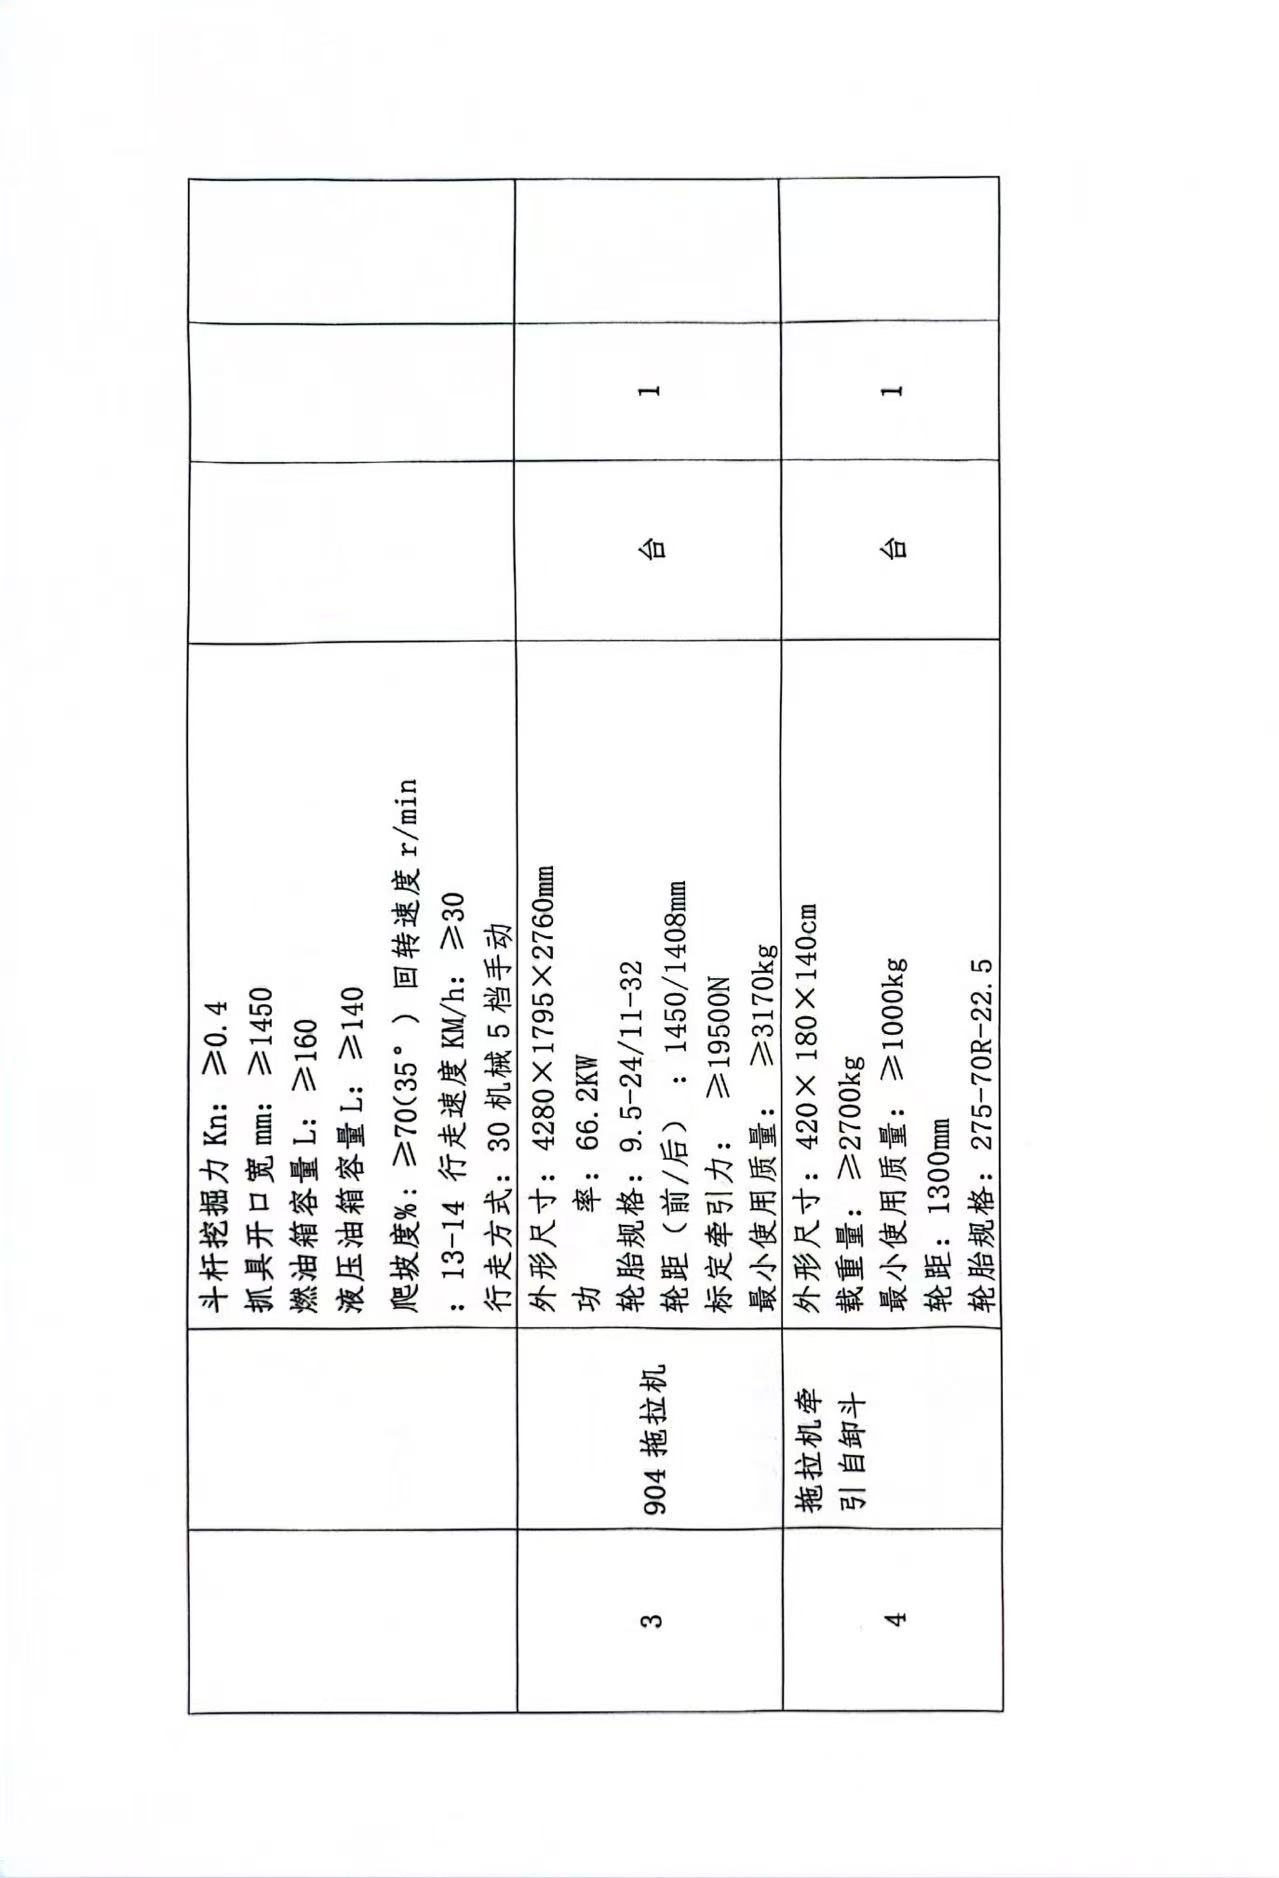 斗杆挖掘力 Kn：≥0.4
抓具开口宽 mm：≥1450
燃油箱容量 L：≥160
液压油箱容量 L：≥140
爬坡度%：≥70(35°) 回转速度 r/min
：13-14 行走速度 KM/h：≥30
行走方式：30 机械 5 档手动
3
904 拖拉机
外形尺寸：4280×1795×2760mm
功 率：66.2KW
轮胎规格：9.5-24/11-32
轮距（前/后）：1450/1408mm
标定牵引力：≥19500N
最小使用质量：≥3170kg
台
1
4
拖拉机牵
引自卸斗
外形尺寸：420×180×140cm
载重量：≥2700kg
最小使用质量：≥1000kg
轮距：1300mm
轮胎规格：275-70R-22.5
台
1